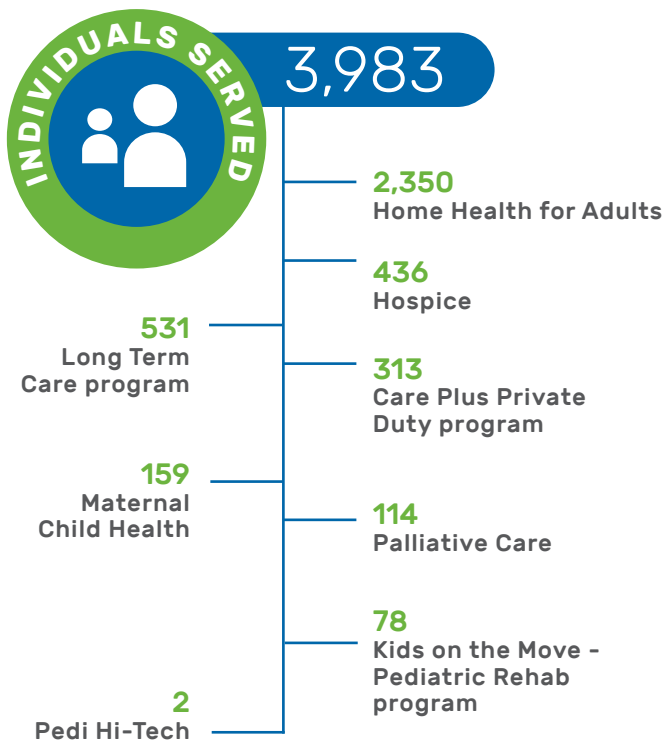 INDIVIDUALS SERVED
3,983
2,350
Home Health for Adults
436
Hospice
531
Long Term
Care program
313
Care Plus Private
Duty program
159
Maternal
Child Health
114
Palliative Care
78
Kids on the Move -
Pediatric Rehab
program
2
Pedi Hi-Tech